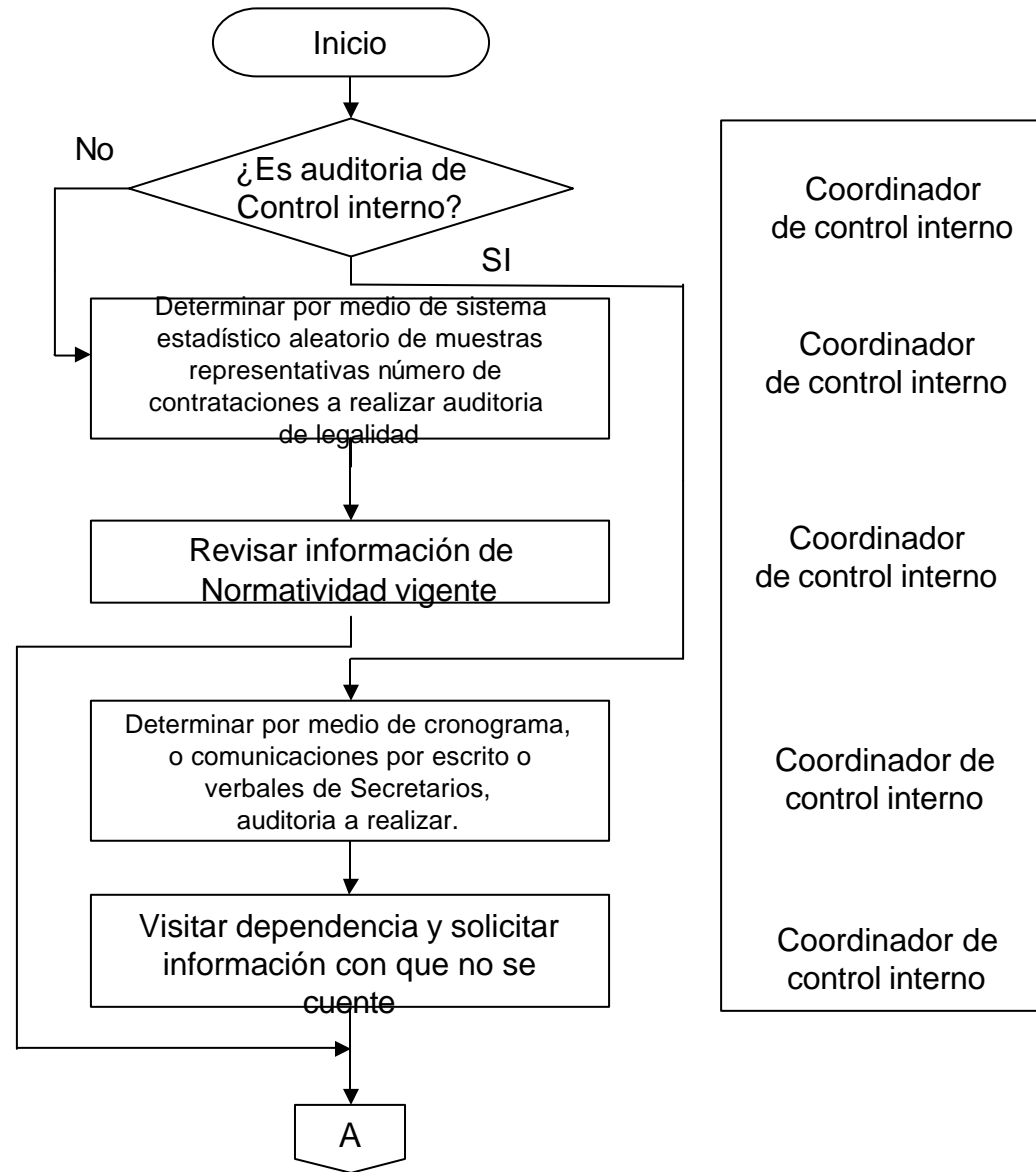 Inicio
No
¿Es auditoria de
Control interno?
SI
Coordinador
de control interno
Determinar por medio de sistema
estadístico aleatorio de muestras
representativas número de
contrataciones a realizar auditoria
de legalidad
Coordinador
de control interno
Revisar información de
Normatividad vigente
Coordinador
de control interno
Determinar por medio de cronograma,
o comunicaciones por escrito o
verbales de Secretarios,
auditoria a realizar.
Coordinador de
control interno
Visitar dependencia y solicitar
información con que no se
cuente
Coordinador de
control interno
A